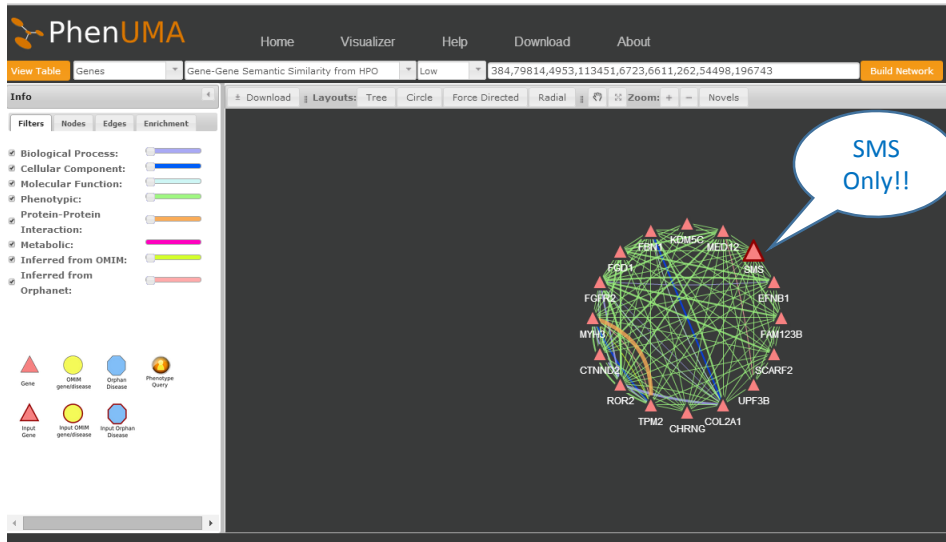 PhenUMA
Home Visualizer Help Download About
View Table Genes Gene-Gene Semantic Similarity from HPO Low 384,79814,4953,113451,6723,6611,262,54498,196743 Build Network
Info
Download Layouts: Tree Circle Force Directed Radial Zoom: + − Novels
Filters Nodes Edges Enrichment
Biological Process:
Cellular Component:
Molecular Function:
Phenotypic:
Protein-Protein
Interaction:
Metabolic:
Inferred from OMIM:
Inferred from
Orphanet:
Gene
OMIM
gene/disease
Orphan
Disease
Phenotype
Query
Input
Gene
Input OMIM
gene/disease
Input Orphan
Disease
SMS
Only!!
KDM5C
FBN1
MED12
FGD1
SMS
FGFR2
EFNB1
MYH3
FAM123B
CTNND2
SCARF2
ROR2
UPF3B
TPM2
CHRNG
COL2A1